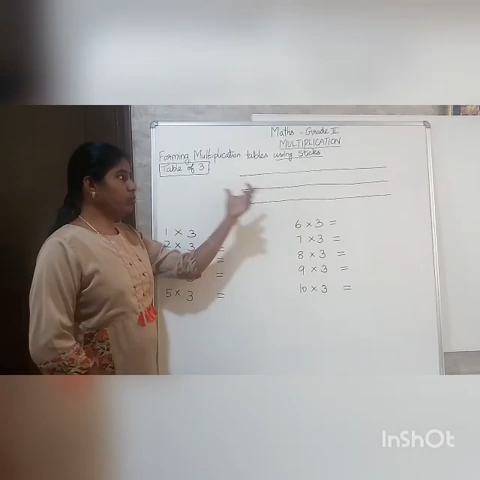 Maths - Grade II
MULTIPLICATION
Forming Multiplication tables using sticks
Table of 3
1 × 3
2 × 3
=
=
5 × 3 =
6 × 3 =
7 × 3 =
8 × 3 =
9 × 3 =
10 × 3 =
InShOt